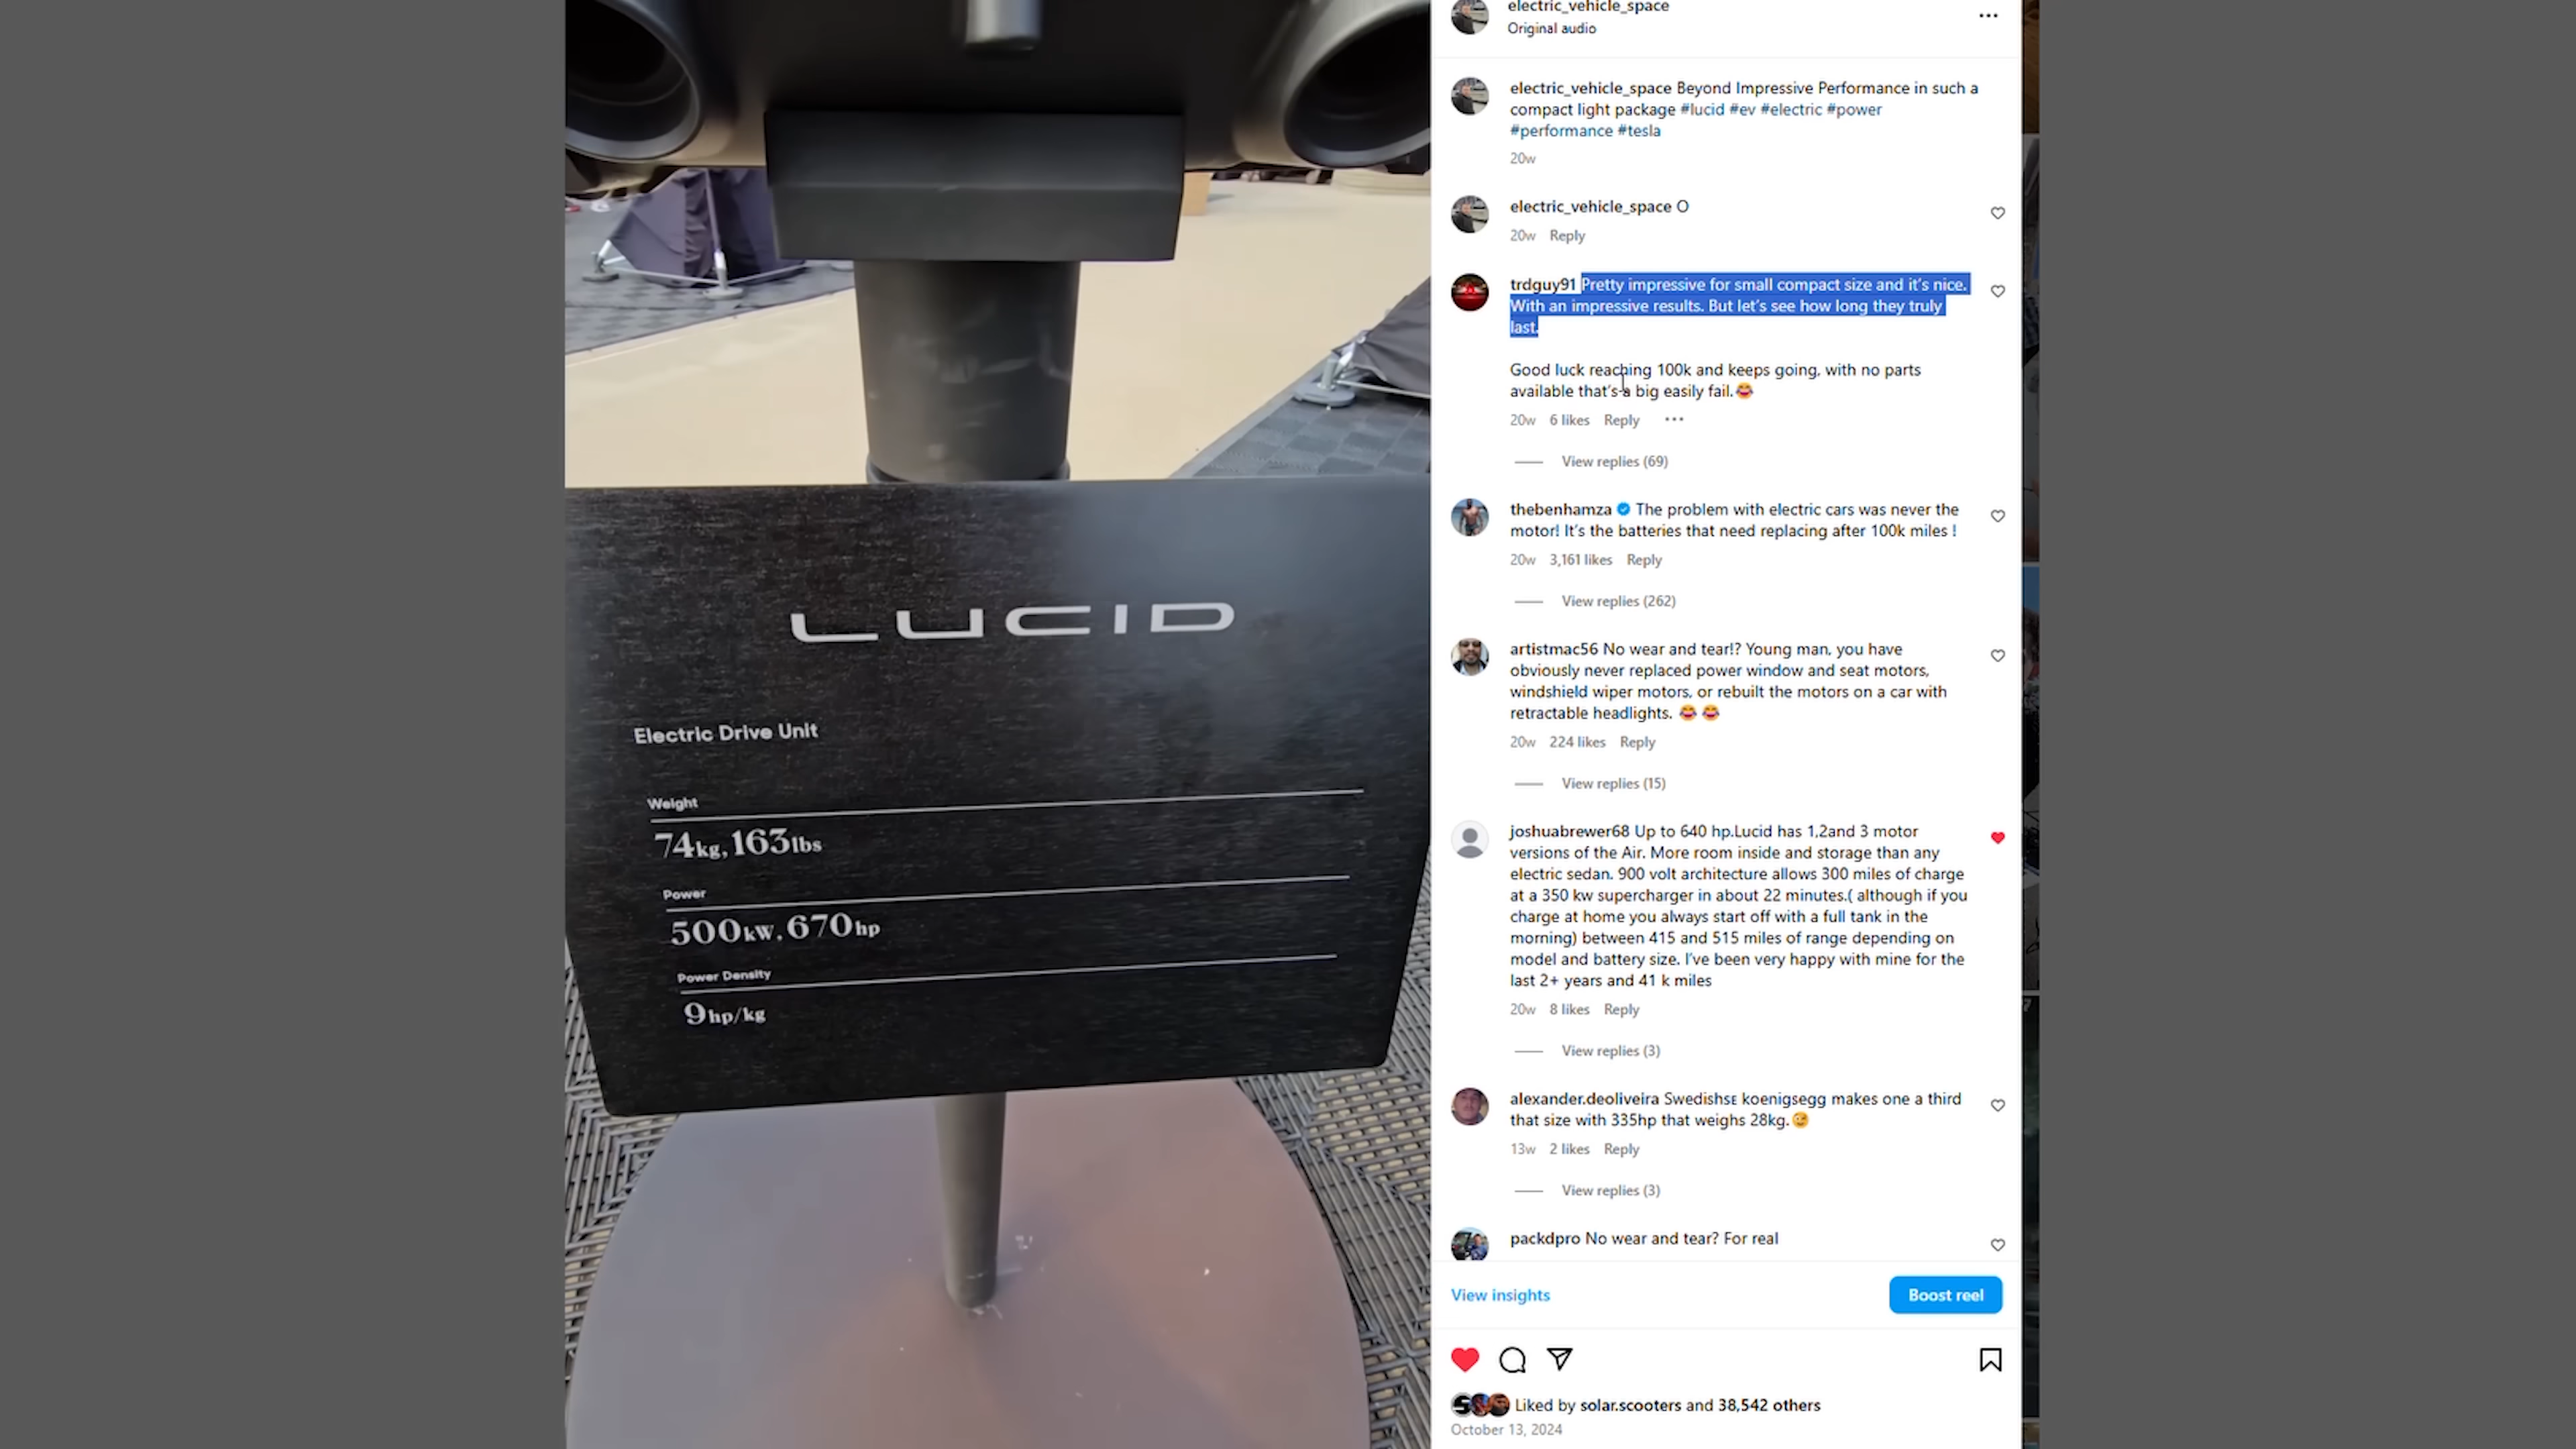 LUCID
Electric Drive Unit
Weight
74kg, 163lbs
Power
500kW, 670hp
Power Density
9hp/kg
electric_vehicle_space
Original audio
electric_vehicle_space Beyond Impressive Performance in such a
compact light package #lucid #ev #electric #power
#performance #tesla
20w
electric_vehicle_space O
20w Reply
trdguy91 Pretty impressive for small compact size and it's nice.
With an impressive results. But let's see how long they truly
last.
Good luck reaching 100k and keeps going, with no parts
available that's a big easily fail.😂
20w 6 likes Reply
View replies (69)
thebenhamza The problem with electric cars was never the
motor! It's the batteries that need replacing after 100k miles !
20w 3,161 likes Reply
View replies (262)
artistmac56 No wear and tear!? Young man, you have
obviously never replaced power window and seat motors,
windshield wiper motors, or rebuilt the motors on a car with
retractable headlights. 😂 😂
20w 224 likes Reply
View replies (15)
joshuabrewer68 Up to 640 hp.Lucid has 1,2and 3 motor
versions of the Air. More room inside and storage than any
electric sedan. 900 volt architecture allows 300 miles of charge
at a 350 kw supercharger in about 22 minutes.( although if you
charge at home you always start off with a full tank in the
morning) between 415 and 515 miles of range depending on
model and battery size. I've been very happy with mine for the
last 2+ years and 41 k miles
20w 8 likes Reply
View replies (3)
alexander.deoliveira Swedishsᴇ koenigsegg makes one a third
that size with 335hp that weighs 28kg.😉
13w 2 likes Reply
View replies (3)
packdpro No wear and tear? For real
View insights
Boost reel
Liked by solar.scooters and 38,542 others
October 13, 2024